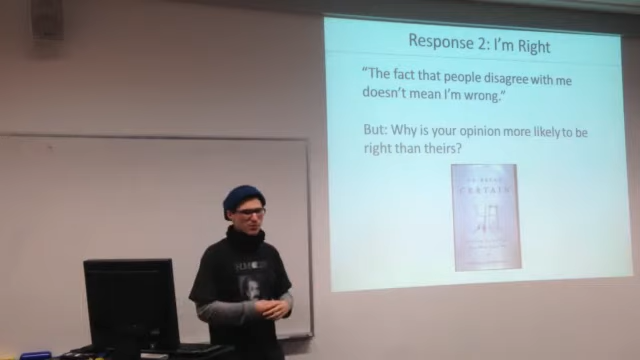 Response 2: I'm Right
"The fact that people disagree with me
doesn't mean I'm wrong."
But: Why is your opinion more likely to be
right than theirs?
CERTAIN